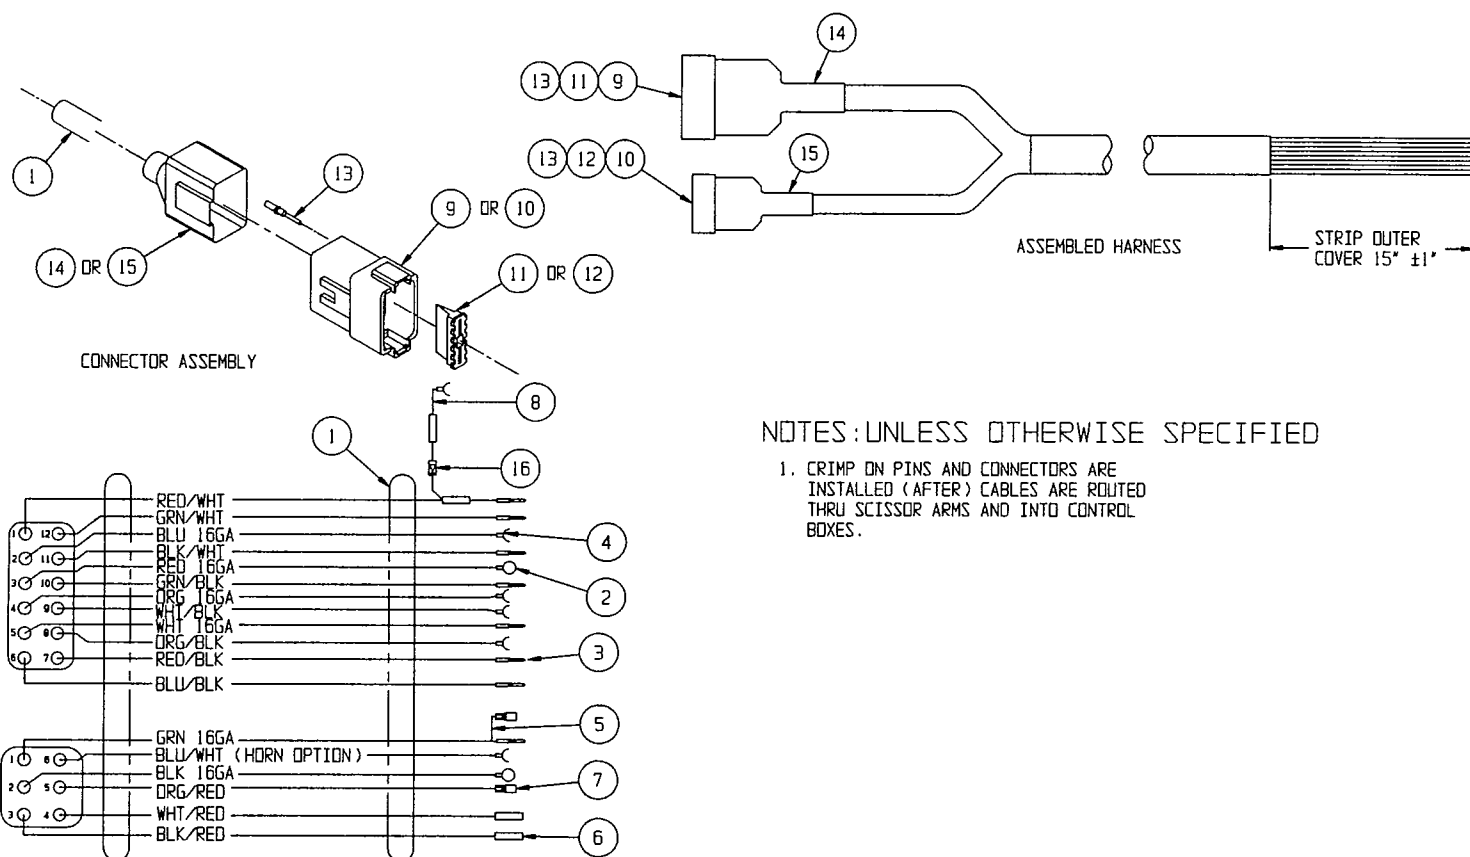 14
13 11 9
13 12 10
15
ASSEMBLED HARNESS
STRIP OUTER
COVER 15" ±1"
1
13
9 OR 10
14 OR 15
11 OR 12
CONNECTOR ASSEMBLY
8
1
16
NOTES: UNLESS OTHERWISE SPECIFIED
1. CRIMP ON PINS AND CONNECTORS ARE
INSTALLED (AFTER) CABLES ARE ROUTED
THRU SCISSOR ARMS AND INTO CONTROL
BOXES.
RED/WHT
GRN/WHT
1 12 BLU 16GA 4
BLK/WHT
2 11 RED 16GA
3 10 GRN/BLK 2
ORG 16GA
4 9 WHT/BLK
WHT 16GA
5 8 ORG/BLK
6 7 RED/BLK 3
BLU/BLK
5
GRN 16GA
1 6 BLU/WHT (HORN OPTION)
BLK 16GA
2 5 ORG/RED 7
3 4 WHT/RED
BLK/RED 6